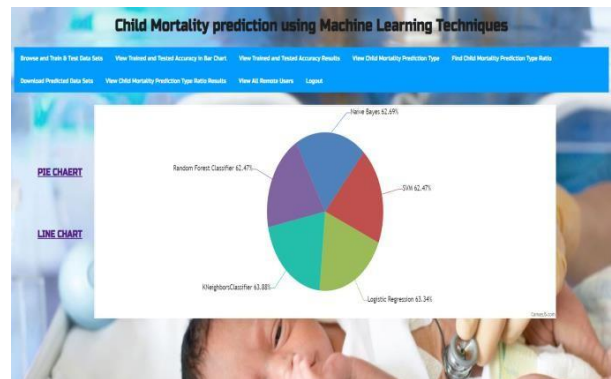 Child Mortality prediction using Machine Learning Techniques
Browse and Train & Test Data Sets View Trained and Tested Accuracy in Bar Chart View Trained and Tested Accuracy Results View Child Mortality Prediction Type Find Child Mortality Prediction Type Ratio
Download Predicted Data Sets View Child Mortality Prediction Type Ratio Results View All Remote Users Logout
PIE CHAERT
LINE CHART
Naive Bayes 62.69%
Random Forest Classifier 62.47%
SVM 62.47%
KNeighborsClassifier 63.88%
Logistic Regression 63.34%
CanvasJS.com